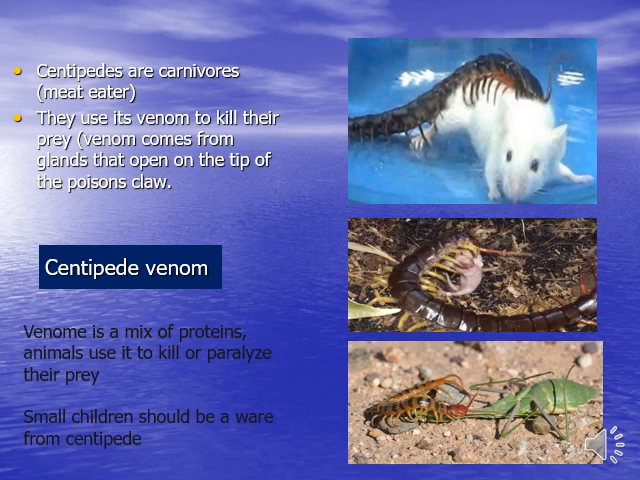 Centipedes are carnivores
(meat eater)
They use its venom to kill their
prey (venom comes from
glands that open on the tip of
the poisons claw.
Centipede venom
Venome is a mix of proteins,
animals use it to kill or paralyze
their prey
Small children should be a ware
from centipede